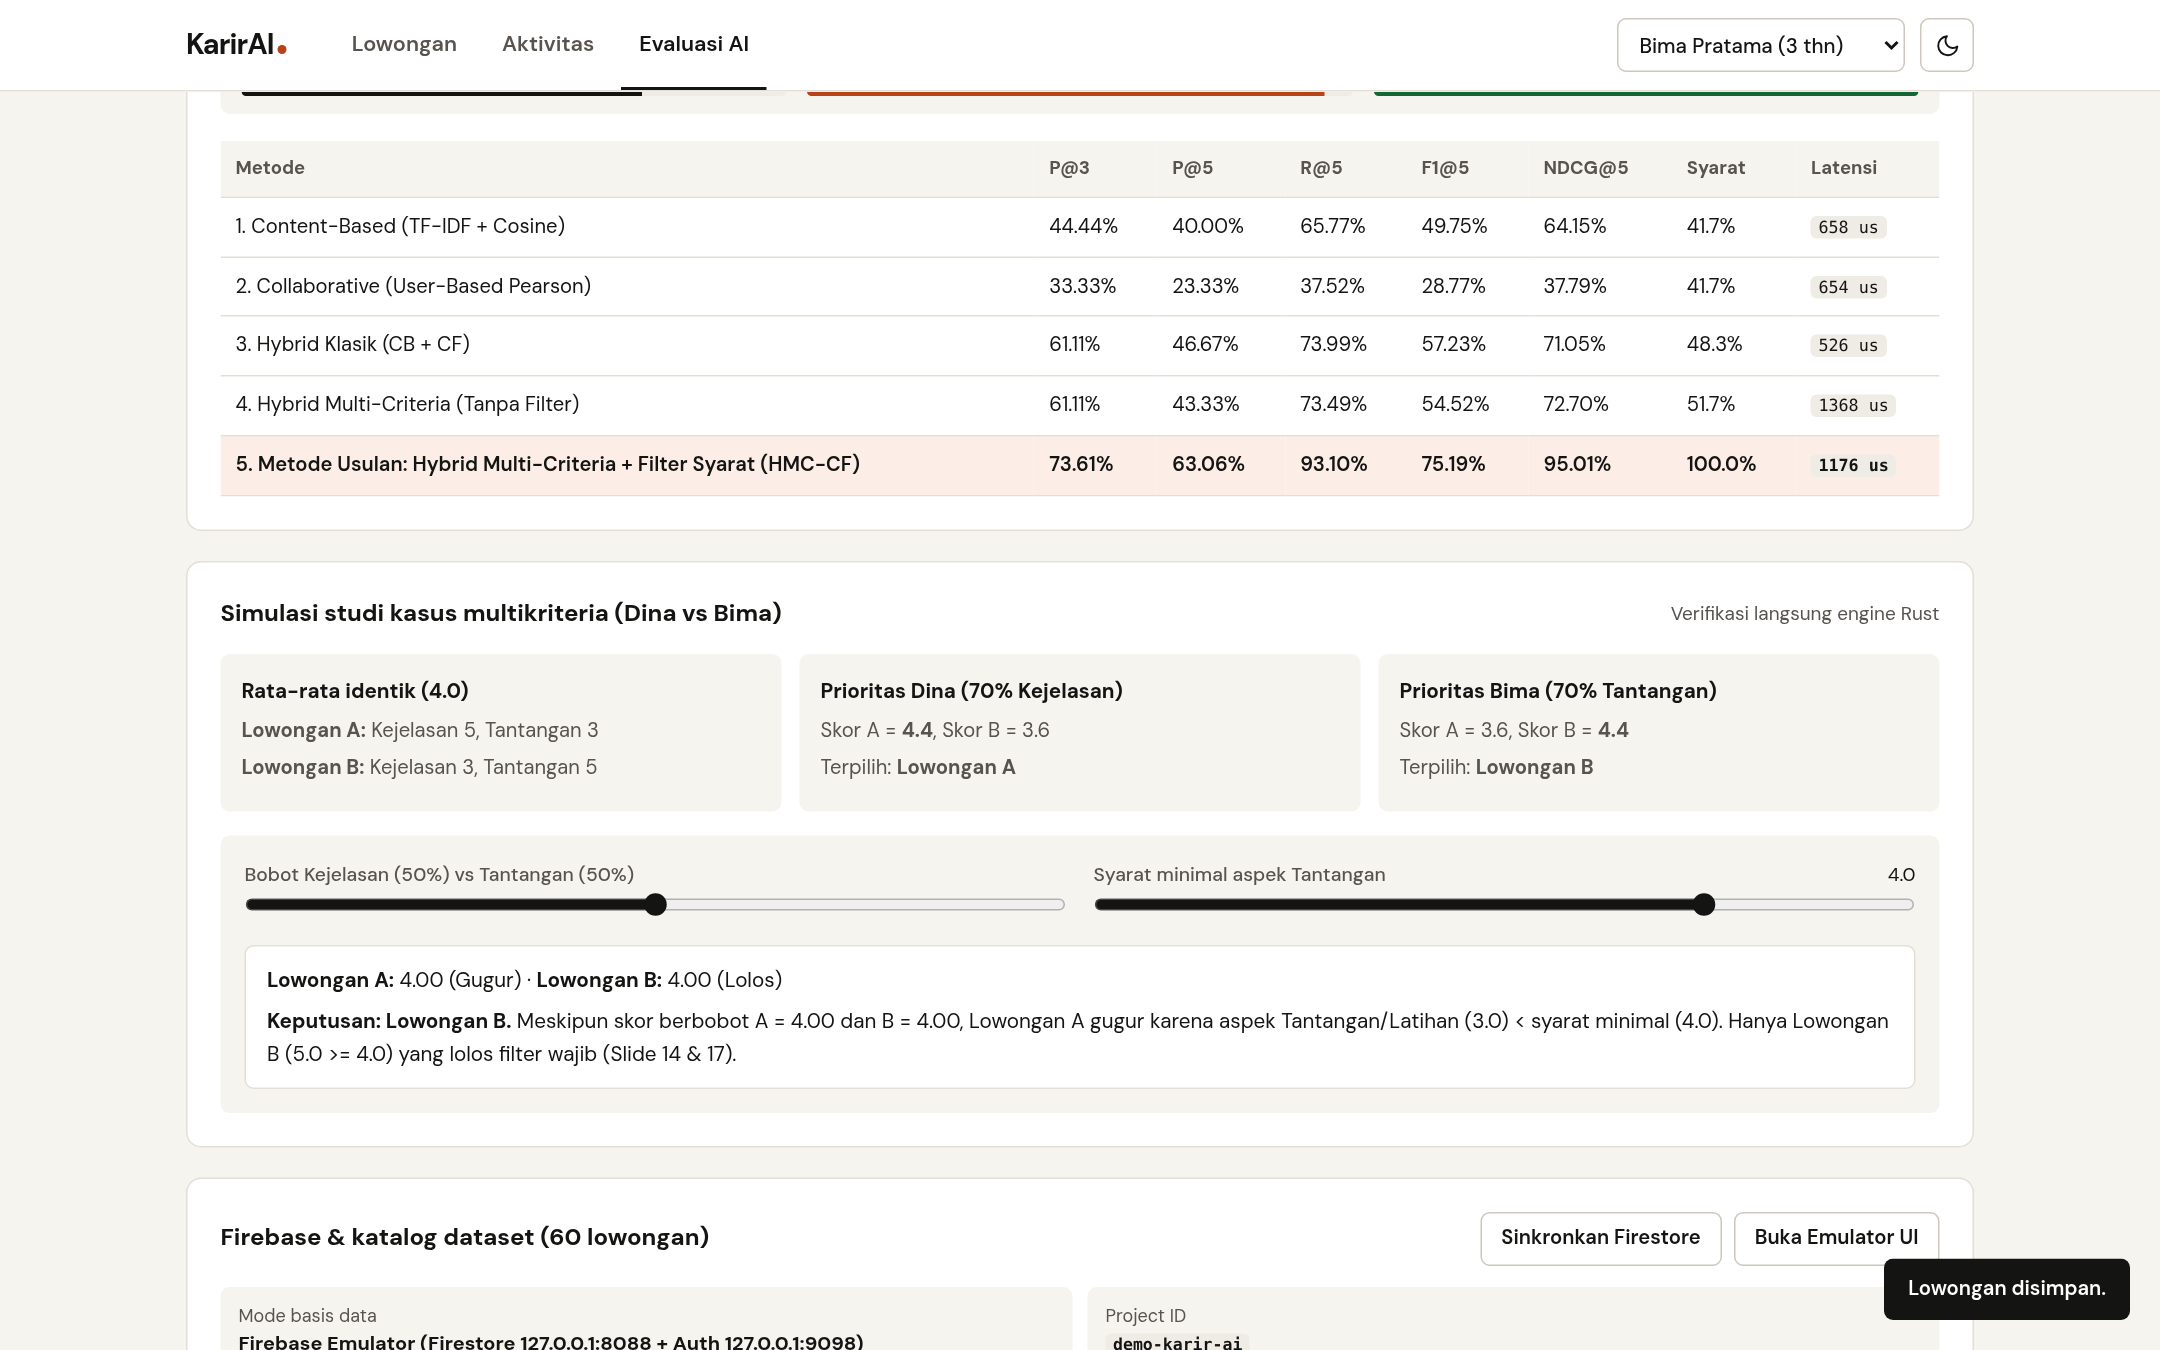 KarirAI. Lowongan Aktivitas Evaluasi AI Bima Pratama (3 thn)
Metode P@3 P@5 R@5 F1@5 NDCG@5 Syarat Latensi
1. Content-Based (TF-IDF + Cosine) 44.44% 40.00% 65.77% 49.75% 64.15% 41.7% 658 us
2. Collaborative (User-Based Pearson) 33.33% 23.33% 37.52% 28.77% 37.79% 41.7% 654 us
3. Hybrid Klasik (CB + CF) 61.11% 46.67% 73.99% 57.23% 71.05% 48.3% 526 us
4. Hybrid Multi-Criteria (Tanpa Filter) 61.11% 43.33% 73.49% 54.52% 72.70% 51.7% 1368 us
5. Metode Usulan: Hybrid Multi-Criteria + Filter Syarat (HMC-CF) 73.61% 63.06% 93.10% 75.19% 95.01% 100.0% 1176 us
Simulasi studi kasus multikriteria (Dina vs Bima) Verifikasi langsung engine Rust
Rata-rata identik (4.0)
Lowongan A: Kejelasan 5, Tantangan 3
Lowongan B: Kejelasan 3, Tantangan 5
Prioritas Dina (70% Kejelasan)
Skor A = 4.4, Skor B = 3.6
Terpilih: Lowongan A
Prioritas Bima (70% Tantangan)
Skor A = 3.6, Skor B = 4.4
Terpilih: Lowongan B
Bobot Kejelasan (50%) vs Tantangan (50%)
Syarat minimal aspek Tantangan 4.0
Lowongan A: 4.00 (Gugur) · Lowongan B: 4.00 (Lolos)
Keputusan: Lowongan B. Meskipun skor berbobot A = 4.00 dan B = 4.00, Lowongan A gugur karena aspek Tantangan/Latihan (3.0) < syarat minimal (4.0). Hanya Lowongan
B (5.0 >= 4.0) yang lolos filter wajib (Slide 14 & 17).
Firebase & katalog dataset (60 lowongan) Sinkronkan Firestore Buka Emulator UI
Lowongan disimpan.
Mode basis data
Firebase Emulator (Firestore 127.0.0.1:8088 + Auth 127.0.0.1:9098)
Project ID
demo-karir-ai